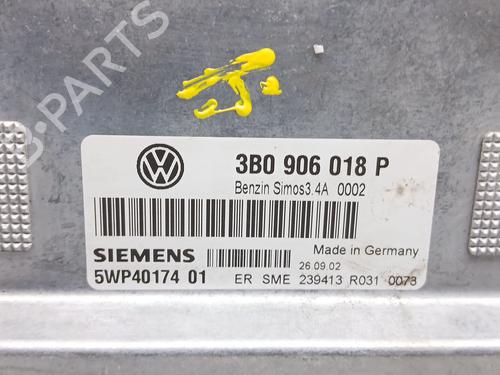 B-PARTS
3B0 906 018 P
Benzin Simos3.4A 0002
SIEMENS
Made in Germany
26.09.02
5WP40174 01
ER SME 239413 R031 0073